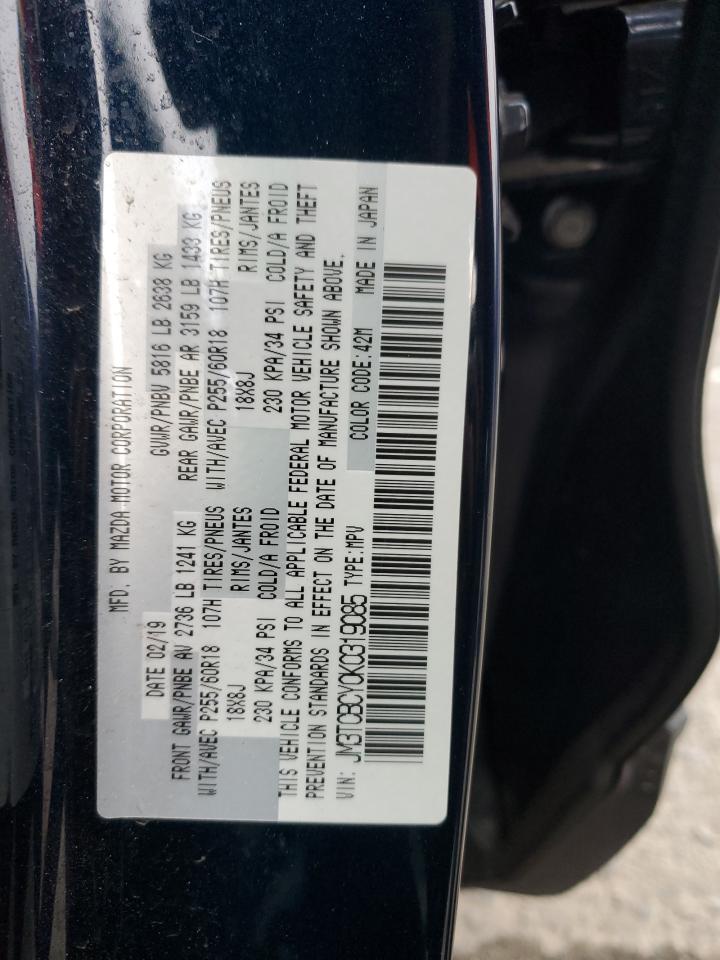 MFD. BY MAZDA MOTOR CORPORATION
DATE 02/19 GVWR/PNBV 5816 LB 2638 KG
FRONT GAWR/PNBE AV 2736 LB 1241 KG REAR GAWR/PNBE AR 3159 LB 1433 KG
WITH/AVEC P255/60R18 107H TIRES/PNEUS WITH/AVEC P255/60R18 107H TIRES/PNEUS
18X8J RIMS/JANTES 18X8J RIMS/JANTES
230 KPA/34 PSI COLD/A FROID 230 KPA/34 PSI COLD/A FROID
THIS VEHICLE CONFORMS TO ALL APPLICABLE FEDERAL MOTOR VEHICLE SAFETY AND THEFT
PREVENTION STANDARDS IN EFFECT ON THE DATE OF MANUFACTURE SHOWN ABOVE.
VIN: JM3TCBCY0K0319085 TYPE:MPV COLOR CODE:42M MADE IN JAPAN